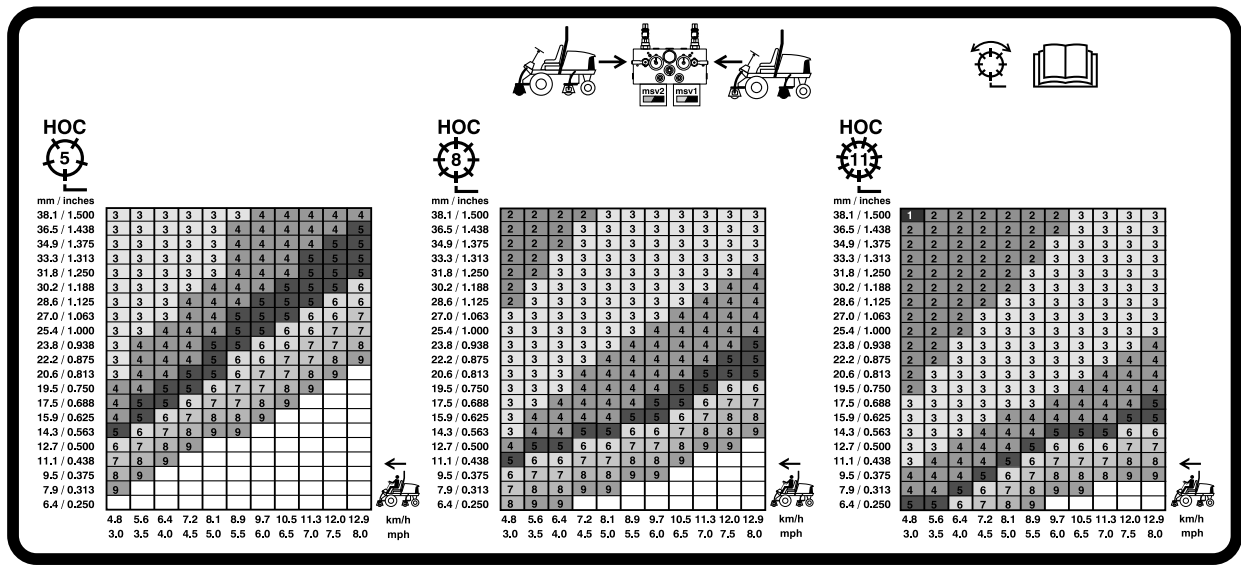 msv2 msv1
HOC
5
mm / inches
38.1 / 1.500 3 3 3 3 3 3 4 4 4 4 4
36.5 / 1.438 3 3 3 3 3 4 4 4 4 4 5
34.9 / 1.375 3 3 3 3 3 4 4 4 4 5 5
33.3 / 1.313 3 3 3 3 3 4 4 4 5 5 5
31.8 / 1.250 3 3 3 3 3 4 4 4 5 5 5
30.2 / 1.188 3 3 3 3 4 4 4 5 5 5 6
28.6 / 1.125 3 3 3 3 4 4 5 5 5 6 6
27.0 / 1.063 3 3 3 4 4 5 5 5 6 6 7
25.4 / 1.000 3 3 4 4 4 5 5 6 6 7 7
23.8 / 0.938 3 4 4 4 5 5 6 6 7 7 8
22.2 / 0.875 3 4 4 4 5 6 6 7 7 8 9
20.6 / 0.813 3 4 4 5 5 6 7 7 8 9
19.5 / 0.750 4 4 5 5 6 7 7 8 9
17.5 / 0.688 4 5 5 6 7 7 8 9
15.9 / 0.625 4 5 6 7 8 8 9
14.3 / 0.563 5 6 7 8 9 9
12.7 / 0.500 6 7 8 9
11.1 / 0.438 7 8 9
9.5 / 0.375 8 9
7.9 / 0.313 9
6.4 / 0.250
4.8 5.6 6.4 7.2 8.1 8.9 9.7 10.5 11.3 12.0 12.9 km/h
3.0 3.5 4.0 4.5 5.0 5.5 6.0 6.5 7.0 7.5 8.0 mph
HOC
8
mm / inches
38.1 / 1.500 2 2 2 2 3 3 3 3 3 3 3
36.5 / 1.438 2 2 2 3 3 3 3 3 3 3 3
34.9 / 1.375 2 2 2 3 3 3 3 3 3 3 3
33.3 / 1.313 2 2 3 3 3 3 3 3 3 3 3
31.8 / 1.250 2 2 3 3 3 3 3 3 3 3 4
30.2 / 1.188 2 3 3 3 3 3 3 3 3 4 4
28.6 / 1.125 2 3 3 3 3 3 3 3 4 4 4
27.0 / 1.063 3 3 3 3 3 3 3 4 4 4 4
25.4 / 1.000 3 3 3 3 3 3 4 4 4 4 4
23.8 / 0.938 3 3 3 3 3 4 4 4 4 4 5
22.2 / 0.875 3 3 3 3 4 4 4 4 4 5 5
20.6 / 0.813 3 3 3 4 4 4 4 4 5 5 5
19.5 / 0.750 3 3 3 4 4 4 4 5 5 6 6
17.5 / 0.688 3 3 4 4 4 4 5 5 6 7 7
15.9 / 0.625 3 4 4 4 4 5 5 6 7 7 8
14.3 / 0.563 3 4 4 5 5 6 6 7 8 8 9
12.7 / 0.500 4 5 5 6 6 7 7 8 9 9
11.1 / 0.438 5 6 6 7 7 8 8 9
9.5 / 0.375 6 7 7 8 8 9 9
7.9 / 0.313 7 8 8 9 9
6.4 / 0.250 8 9 9
4.8 5.6 6.4 7.2 8.1 8.9 9.7 10.5 11.3 12.0 12.9 km/h
3.0 3.5 4.0 4.5 5.0 5.5 6.0 6.5 7.0 7.5 8.0 mph
HOC
11
mm / inches
38.1 / 1.500 1 2 2 2 2 2 2 3 3 3 3
36.5 / 1.438 2 2 2 2 2 2 2 3 3 3 3
34.9 / 1.375 2 2 2 2 2 2 3 3 3 3 3
33.3 / 1.313 2 2 2 2 2 2 3 3 3 3 3
31.8 / 1.250 2 2 2 2 2 3 3 3 3 3 3
30.2 / 1.188 2 2 2 2 2 3 3 3 3 3 3
28.6 / 1.125 2 2 2 2 3 3 3 3 3 3 3
27.0 / 1.063 2 2 2 3 3 3 3 3 3 3 3
25.4 / 1.000 2 2 2 3 3 3 3 3 3 3 3
23.8 / 0.938 2 2 3 3 3 3 3 3 3 3 4
22.2 / 0.875 2 2 3 3 3 3 3 3 3 4 4
20.6 / 0.813 2 3 3 3 3 3 3 3 4 4 4
19.5 / 0.750 2 3 3 3 3 3 3 4 4 4 4
17.5 / 0.688 3 3 3 3 3 3 4 4 4 4 5
15.9 / 0.625 3 3 3 3 4 4 4 4 4 5 5
14.3 / 0.563 3 3 3 4 4 4 5 5 5 6 6
12.7 / 0.500 3 3 4 4 4 5 6 6 6 7 7
11.1 / 0.438 3 4 4 4 5 6 7 7 7 8 8
9.5 / 0.375 4 4 4 5 6 7 7 8 8 9 9
7.9 / 0.313 4 4 5 6 7 8 9 9
6.4 / 0.250 5 5 6 7 8 9
4.8 5.6 6.4 7.2 8.1 8.9 9.7 10.5 11.3 12.0 12.9 km/h
3.0 3.5 4.0 4.5 5.0 5.5 6.0 6.5 7.0 7.5 8.0 mph